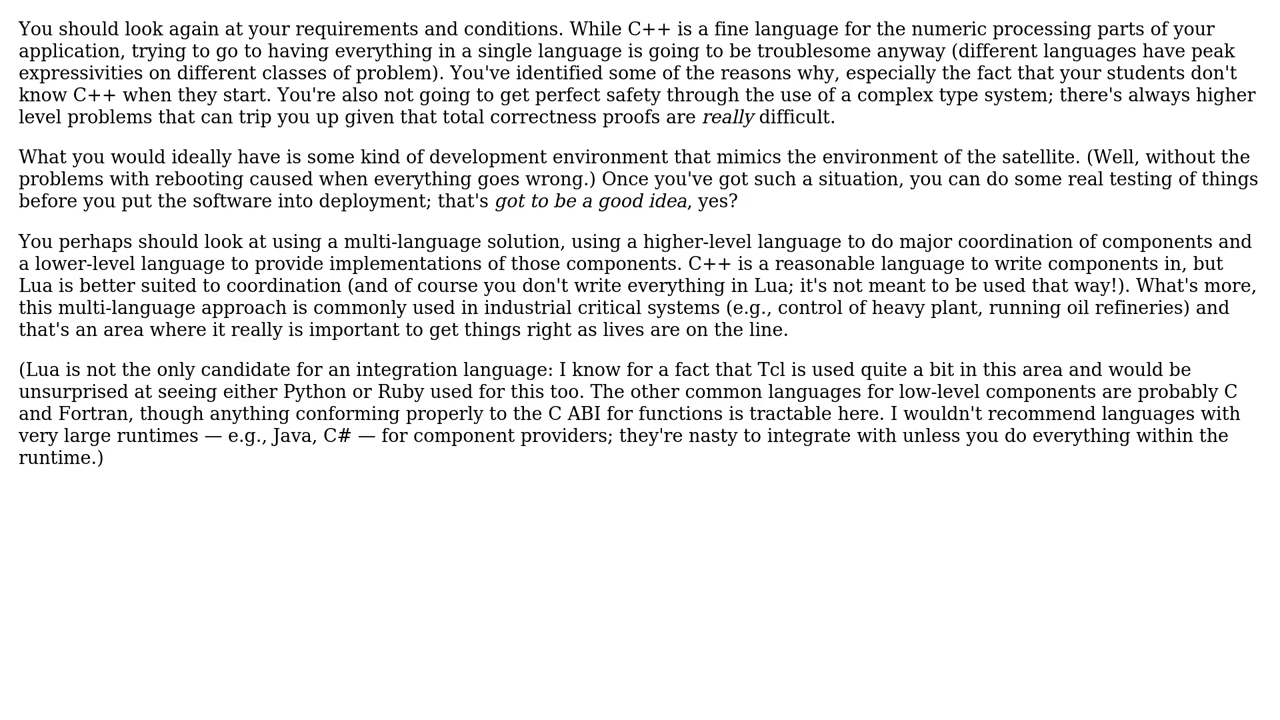 You should look again at your requirements and conditions. While C++ is a fine language for the numeric processing parts of your
application, trying to go to having everything in a single language is going to be troublesome anyway (different languages have peak
expressivities on different classes of problem). You've identified some of the reasons why, especially the fact that your students don't
know C++ when they start. You're also not going to get perfect safety through the use of a complex type system; there's always higher
level problems that can trip you up given that total correctness proofs are really difficult.
What you would ideally have is some kind of development environment that mimics the environment of the satellite. (Well, without the
problems with rebooting caused when everything goes wrong.) Once you've got such a situation, you can do some real testing of things
before you put the software into deployment; that's got to be a good idea, yes?
You perhaps should look at using a multi-language solution, using a higher-level language to do major coordination of components and
a lower-level language to provide implementations of those components. C++ is a reasonable language to write components in, but
Lua is better suited to coordination (and of course you don't write everything in Lua; it's not meant to be used that way!). What's more,
this multi-language approach is commonly used in industrial critical systems (e.g., control of heavy plant, running oil refineries) and
that's an area where it really is important to get things right as lives are on the line.
(Lua is not the only candidate for an integration language: I know for a fact that Tcl is used quite a bit in this area and would be
unsurprised at seeing either Python or Ruby used for this too. The other common languages for low-level components are probably C
and Fortran, though anything conforming properly to the C ABI for functions is tractable here. I wouldn't recommend languages with
very large runtimes — e.g., Java, C# — for component providers; they're nasty to integrate with unless you do everything within the
runtime.)